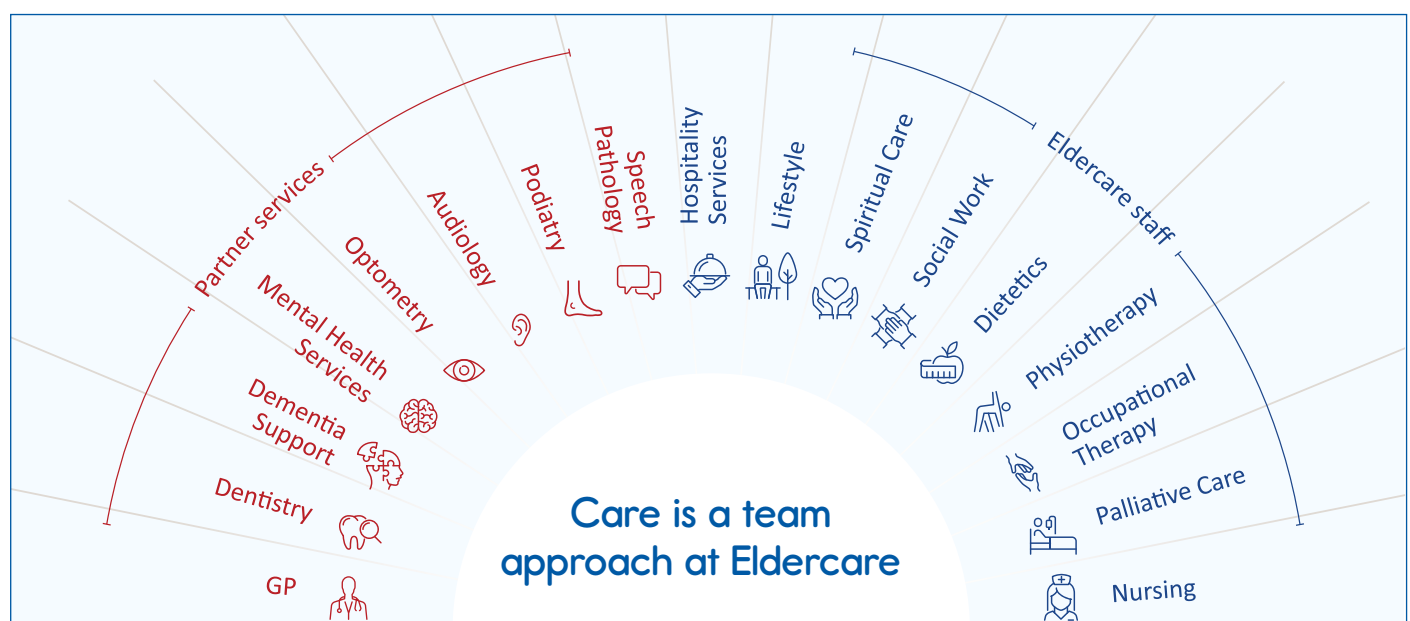 Partner services
GP
Dentistry
Dementia
Support
Mental Health
Services
Optometry
Audiology
Podiatry
Speech
Pathology
Hospitality
Services
Lifestyle
Spiritual Care
Social Work
Dietetics
Physiotherapy
Occupational
Therapy
Palliative Care
Nursing
Eldercare staff
Care is a team
approach at Eldercare